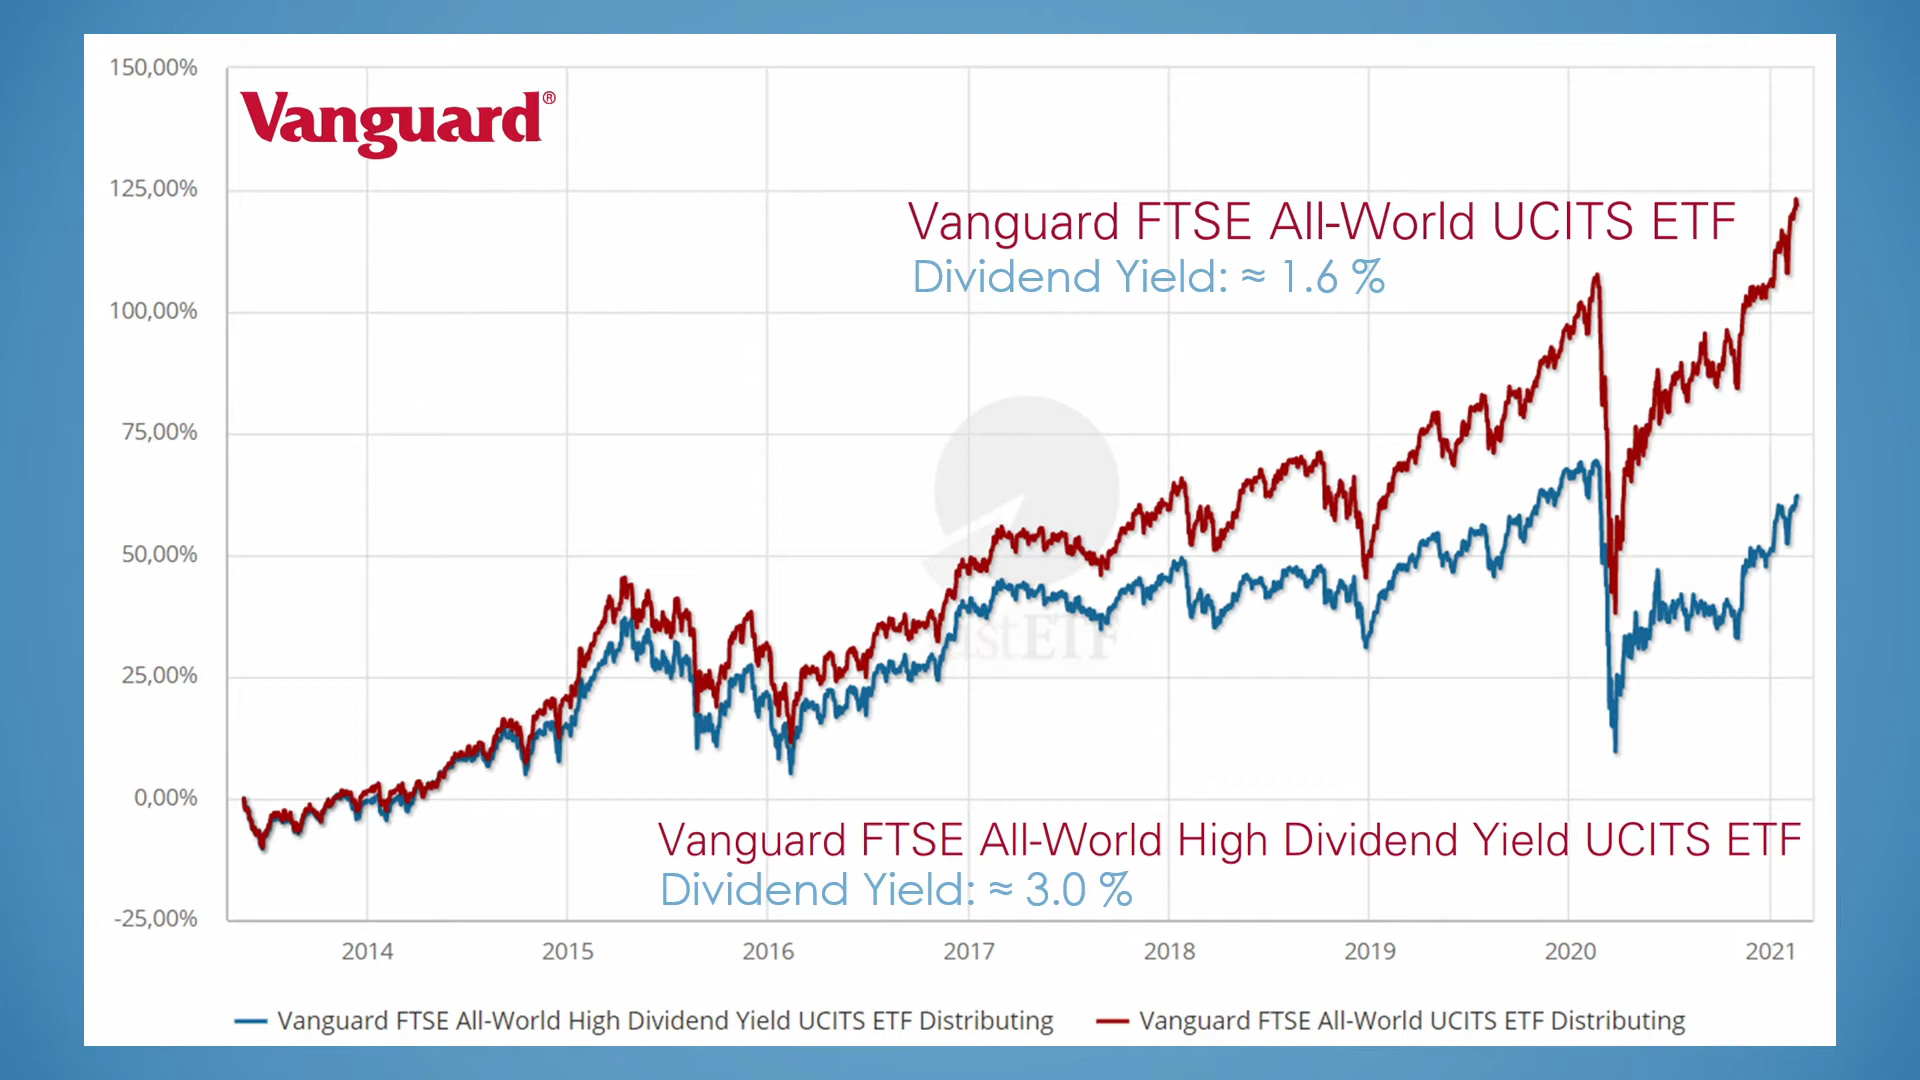 150,00%
Vanguard®
125,00%
Vanguard FTSE All-World UCITS ETF
Dividend Yield: ≈ 1.6 %
100,00%
75,00%
50,00%
ETF
25,00%
0,00%
Vanguard FTSE All-World High Dividend Yield UCITS ETF
Dividend Yield: ≈ 3.0 %
-25,00%
2014 2015 2016 2017 2018 2019 2020 2021
Vanguard FTSE All-World High Dividend Yield UCITS ETF Distributing Vanguard FTSE All-World UCITS ETF Distributing